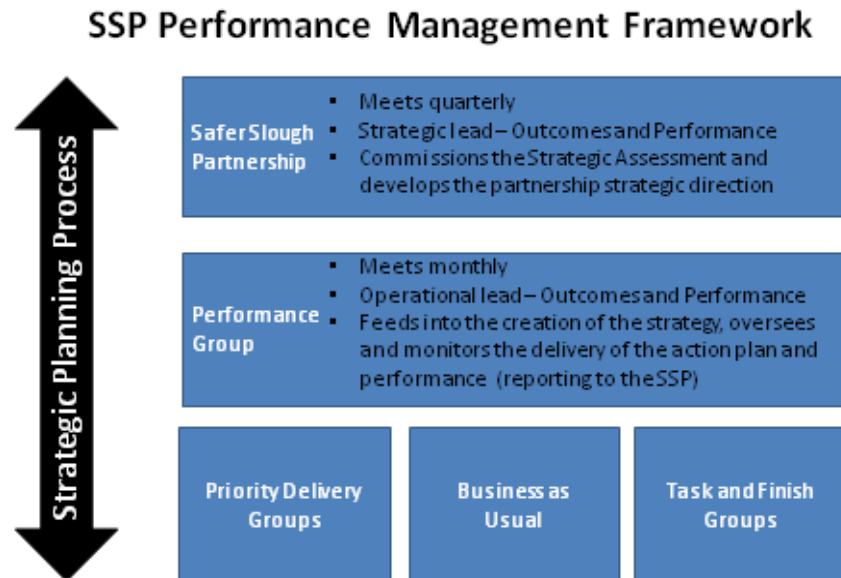 SSP Performance Management Framework
Strategic Planning Process
Safer Slough
Partnership
▪ Meets quarterly
▪ Strategic lead – Outcomes and Performance
▪ Commissions the Strategic Assessment and
develops the partnership strategic direction
Performance
Group
▪ Meets monthly
▪ Operational lead – Outcomes and Performance
▪ Feeds into the creation of the strategy, oversees
and monitors the delivery of the action plan and
performance (reporting to the SSP)
Priority Delivery
Groups
Business as
Usual
Task and Finish
Groups